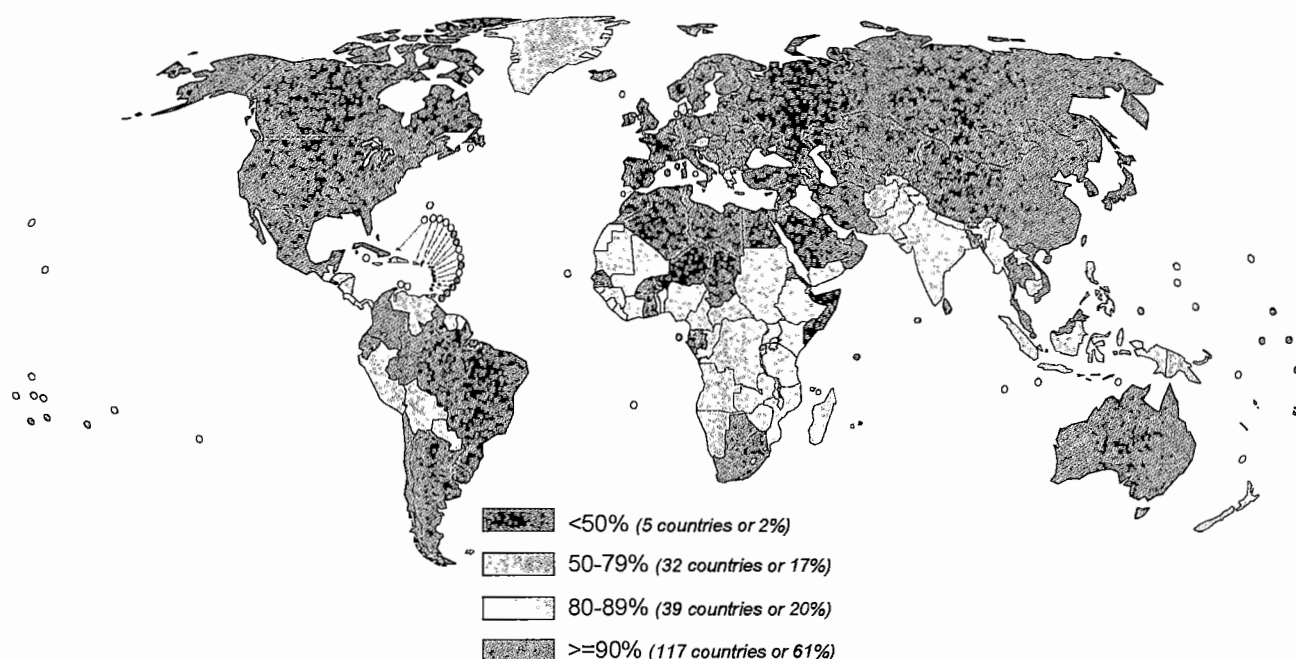 <50% (5 countries or 2%)
50-79% (32 countries or 17%)
80-89% (39 countries or 20%)
>=90% (117 countries or 61%)